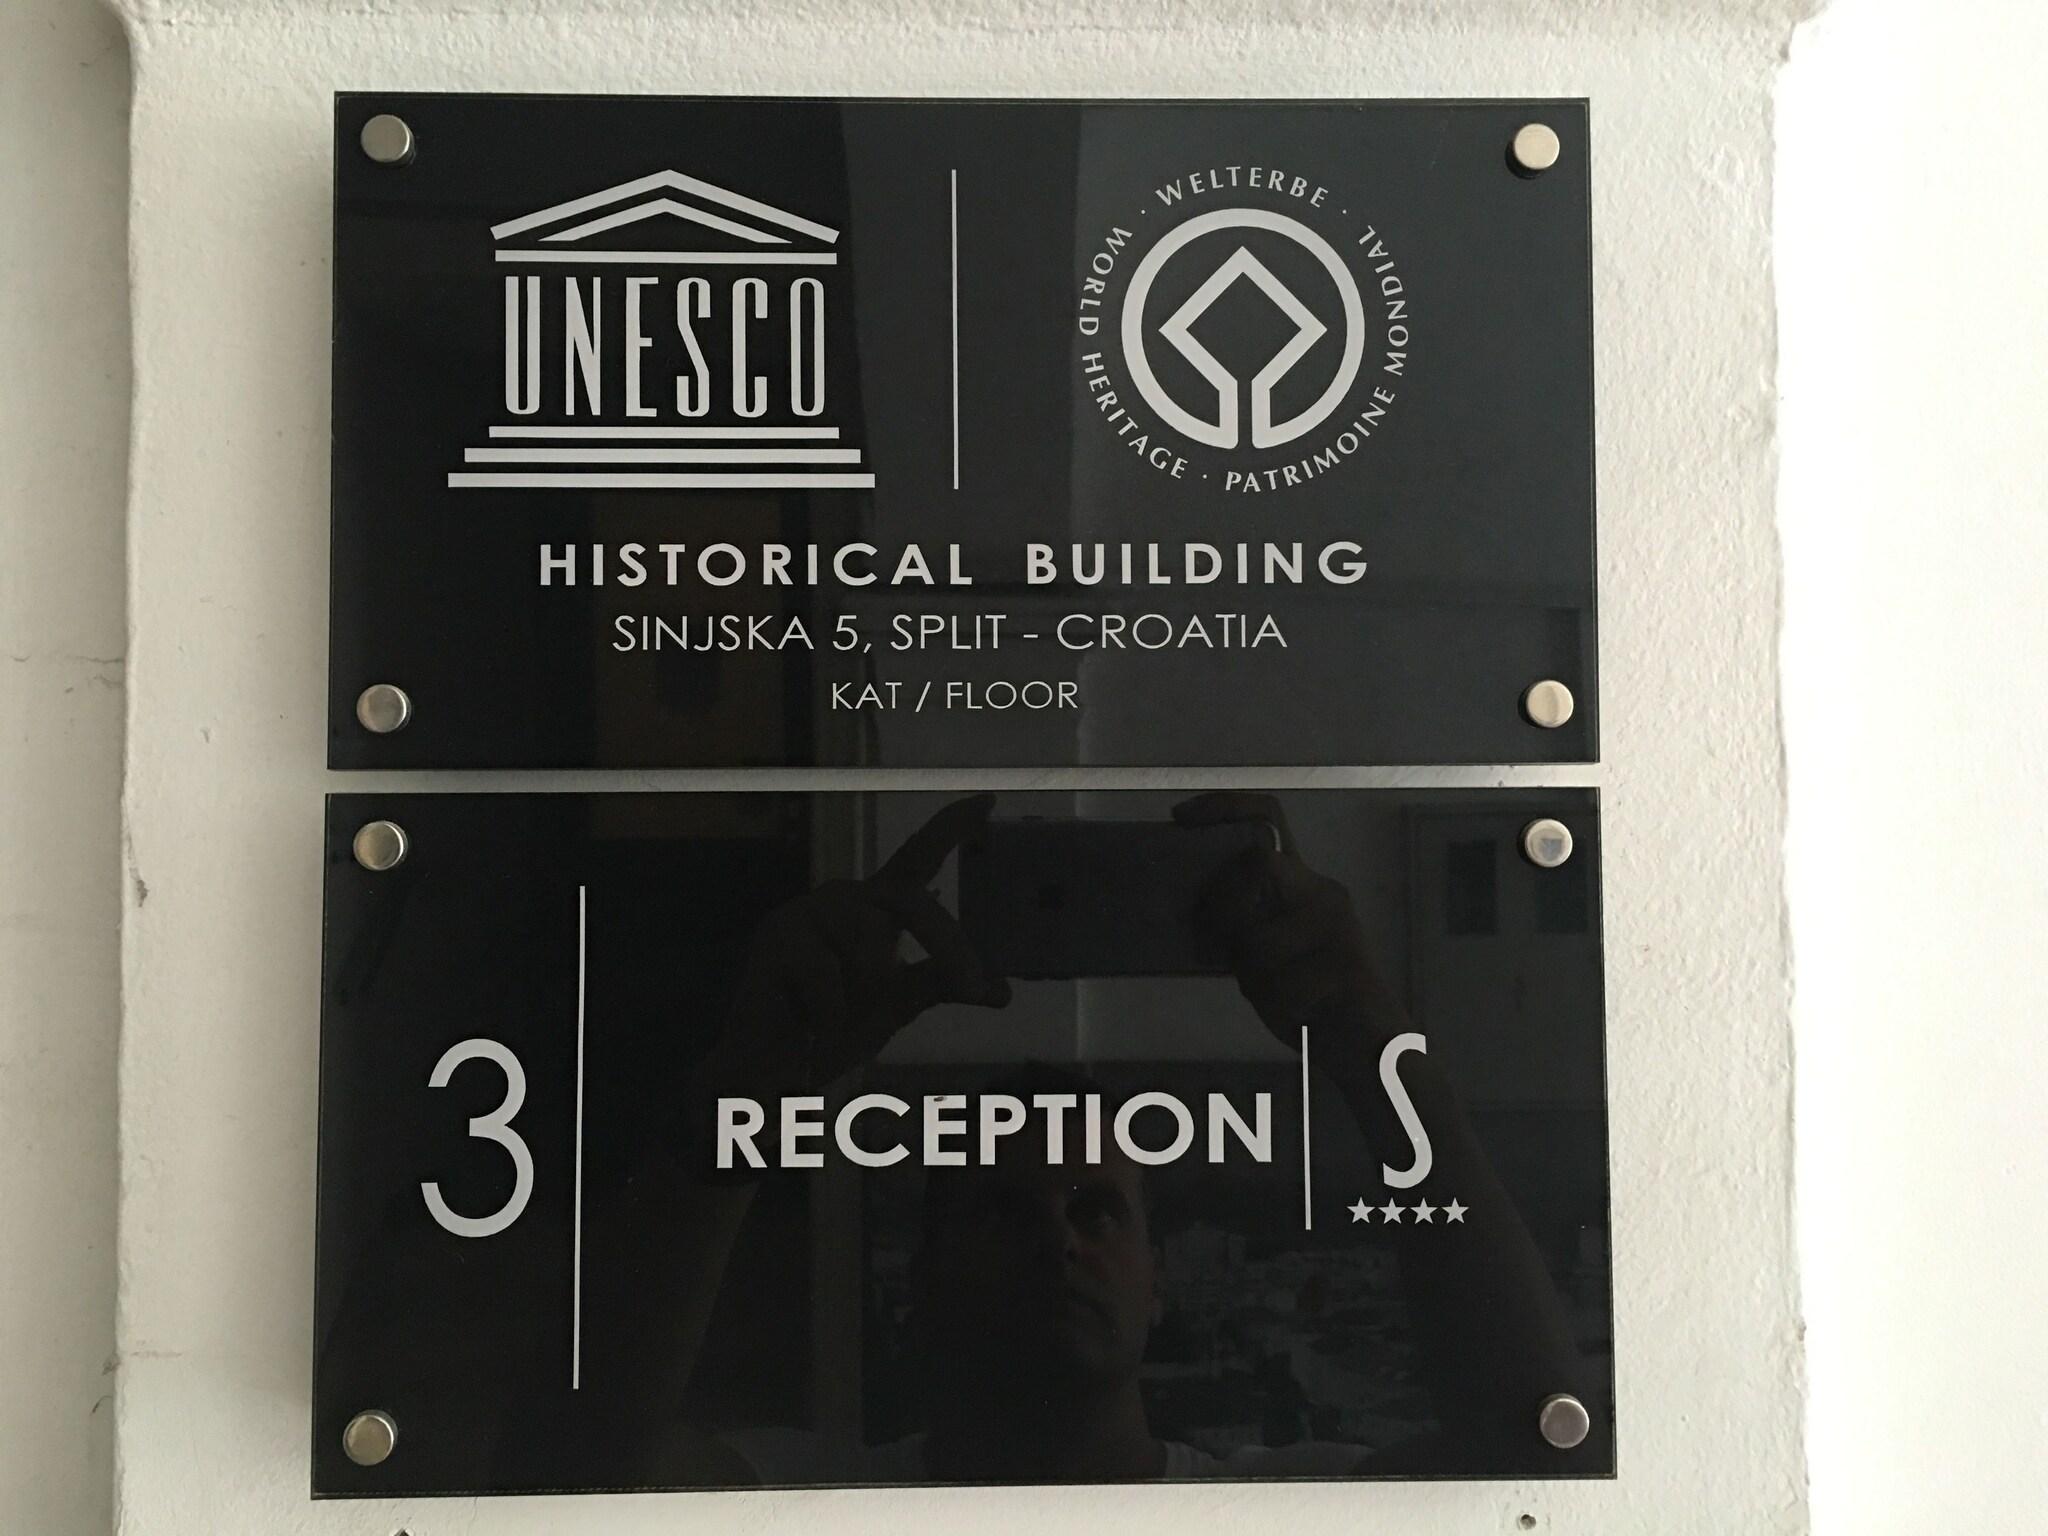 UNESCO
WELTERBE · PATRIMOINE MONDIAL · WORLD HERITAGE ·
HISTORICAL BUILDING
SINJSKA 5, SPLIT - CROATIA
KAT / FLOOR
3 RECEPTION S
★★★★